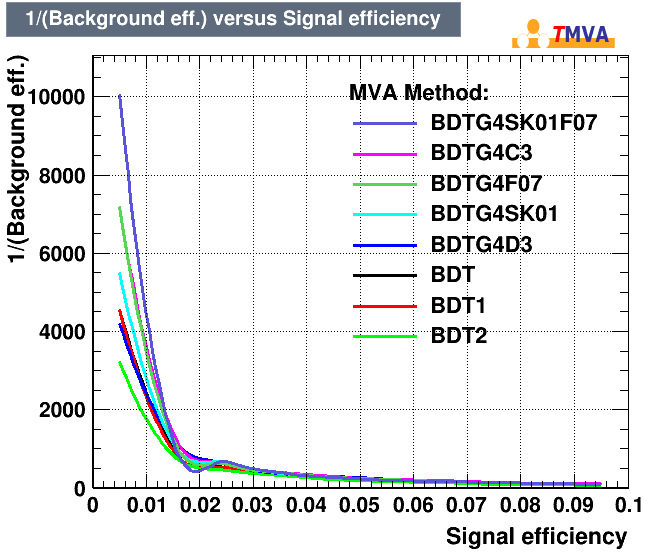 1/(Background eff.) versus Signal efficiency
TMVA
1/(Background eff.)
MVA Method:
BDTG4SK01F07
BDTG4C3
BDTG4F07
BDTG4SK01
BDTG4D3
BDT
BDT1
BDT2
10000
8000
6000
4000
2000
0
0 0.01 0.02 0.03 0.04 0.05 0.06 0.07 0.08 0.09 0.1
Signal efficiency